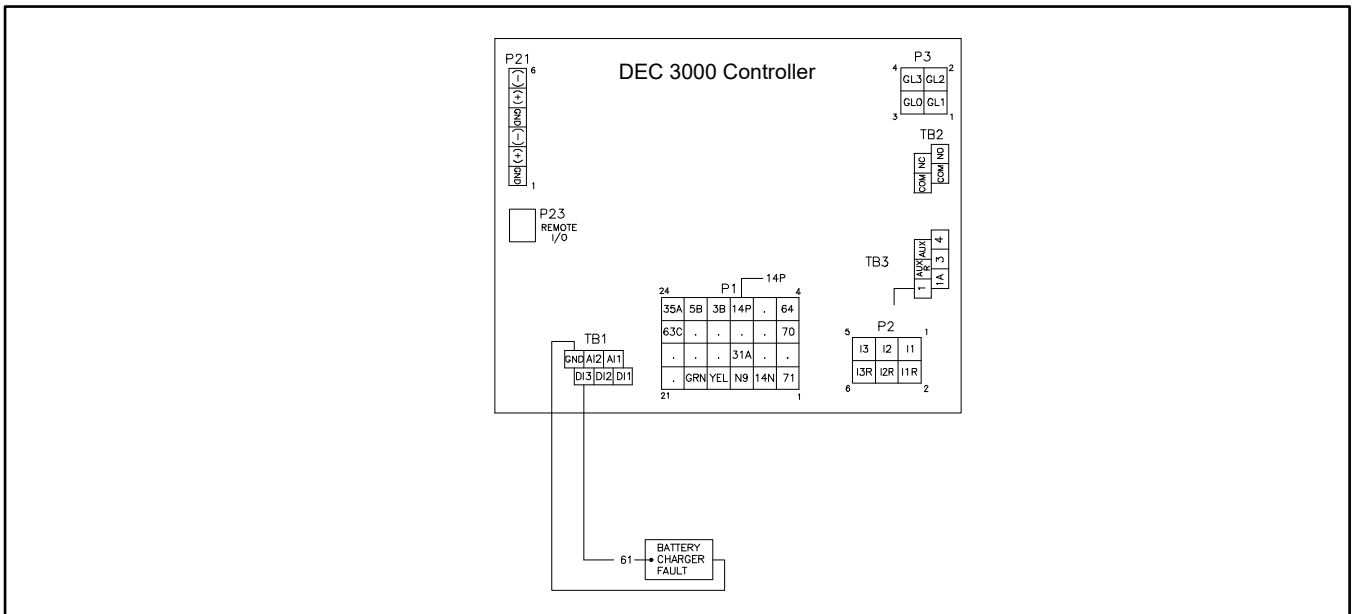 DEC 3000 Controller
P21
6
(-)
(+)
GND
(-)
(+)
GND
1
P23
REMOTE
I/O
P3
4 2
GL3 GL2
GL0 GL1
3 1
TB2
NC NO
COM COM
TB3
AUX 4
AUX R 3
1 1A
14P
P1
24 4
35A 5B 3B 14P . 64
63C . . . . 70
. . . 31A . .
. GRN YEL N9 14N 71
21 1
P2
5 1
I3 I2 I1
I3R I2R I1R
6 2
TB1
GND AI2 AI1
DI3 DI2 DI1
61
BATTERY
CHARGER
FAULT